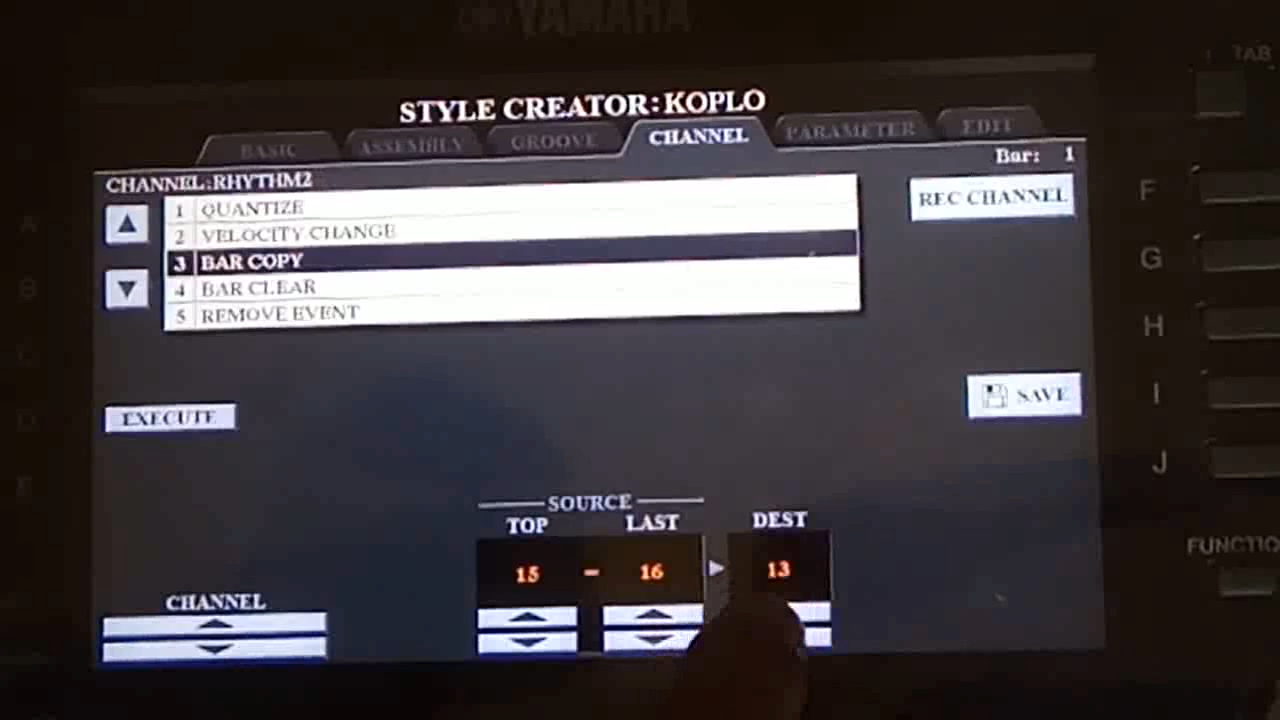 YAMAHA
TAB
STYLE CREATOR:KOPLO
BASIC ASSEMBLY GROOVE CHANNEL PARAMETER EDIT
Bar: 1
CHANNEL:RHYTHM2
REC CHANNEL
1 QUANTIZE
2 VELOCITY CHANGE
3 BAR COPY
4 BAR CLEAR
5 REMOVE EVENT
A
B
C
D
E
F
G
H
I
J
EXECUTE
SAVE
SOURCE
TOP LAST DEST
15 - 16 ▶ 13
CHANNEL
FUNCTIO